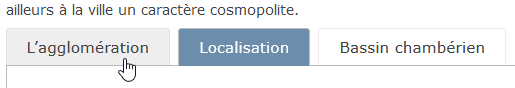 ailleurs à la ville un caractère cosmopolite.
L’agglomération Localisation Bassin chambérien